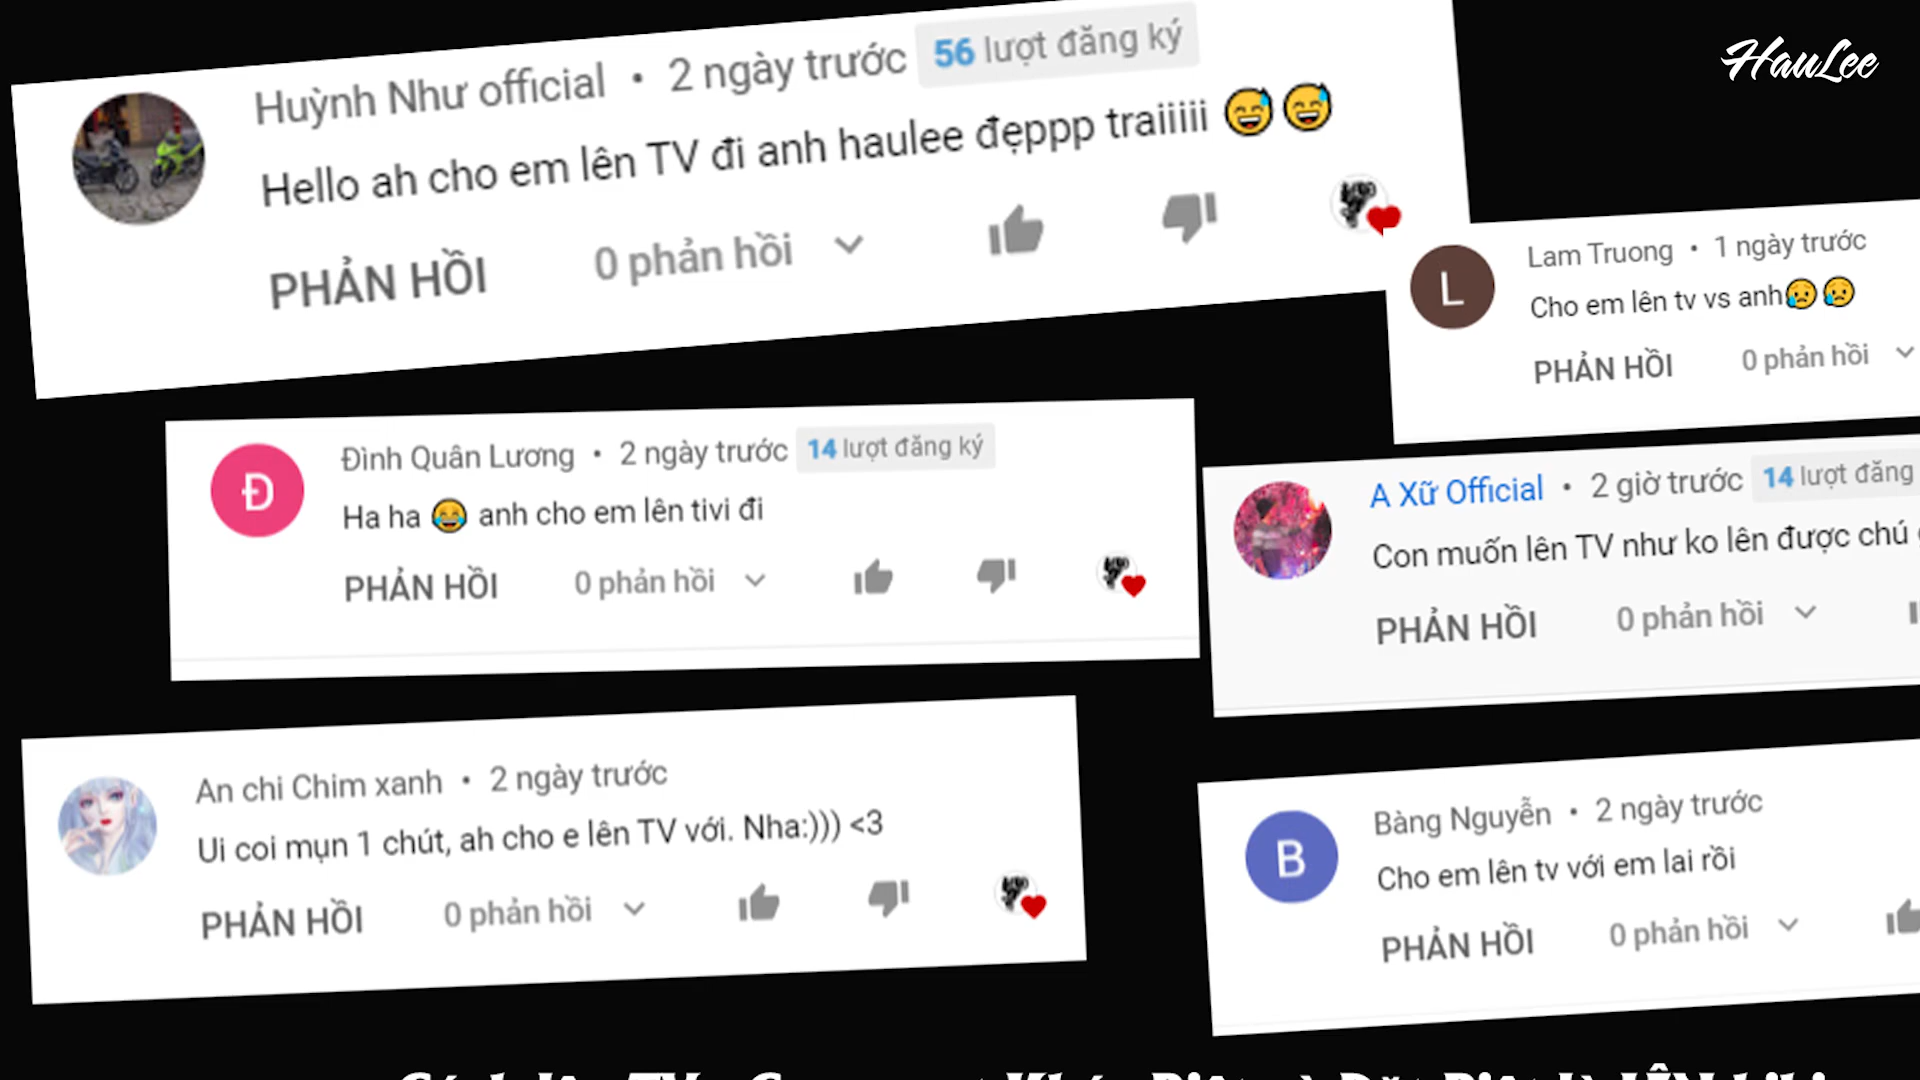 HauLee
Huỳnh Như official • 2 ngày trước 56 lượt đăng ký
Hello ah cho em lên TV đi anh haulee đẹppp traiiiii 😅😅
PHẢN HỒI 0 phản hồi
L
Lam Truong • 1 ngày trước
Cho em lên tv vs anh😥😥
PHẢN HỒI 0 phản hồi
Đ
Đình Quân Lương • 2 ngày trước 14 lượt đăng ký
Ha ha 😂 anh cho em lên tivi đi
PHẢN HỒI 0 phản hồi
A Xữ Official • 2 giờ trước 14 lượt đăng
Con muốn lên TV như ko lên được chú
PHẢN HỒI 0 phản hồi
An chi Chim xanh • 2 ngày trước
Ui coi mụn 1 chút, ah cho e lên TV với. Nha:))) <3
PHẢN HỒI 0 phản hồi
B
Bàng Nguyễn • 2 ngày trước
Cho em lên tv với em lai rồi
PHẢN HỒI 0 phản hồi